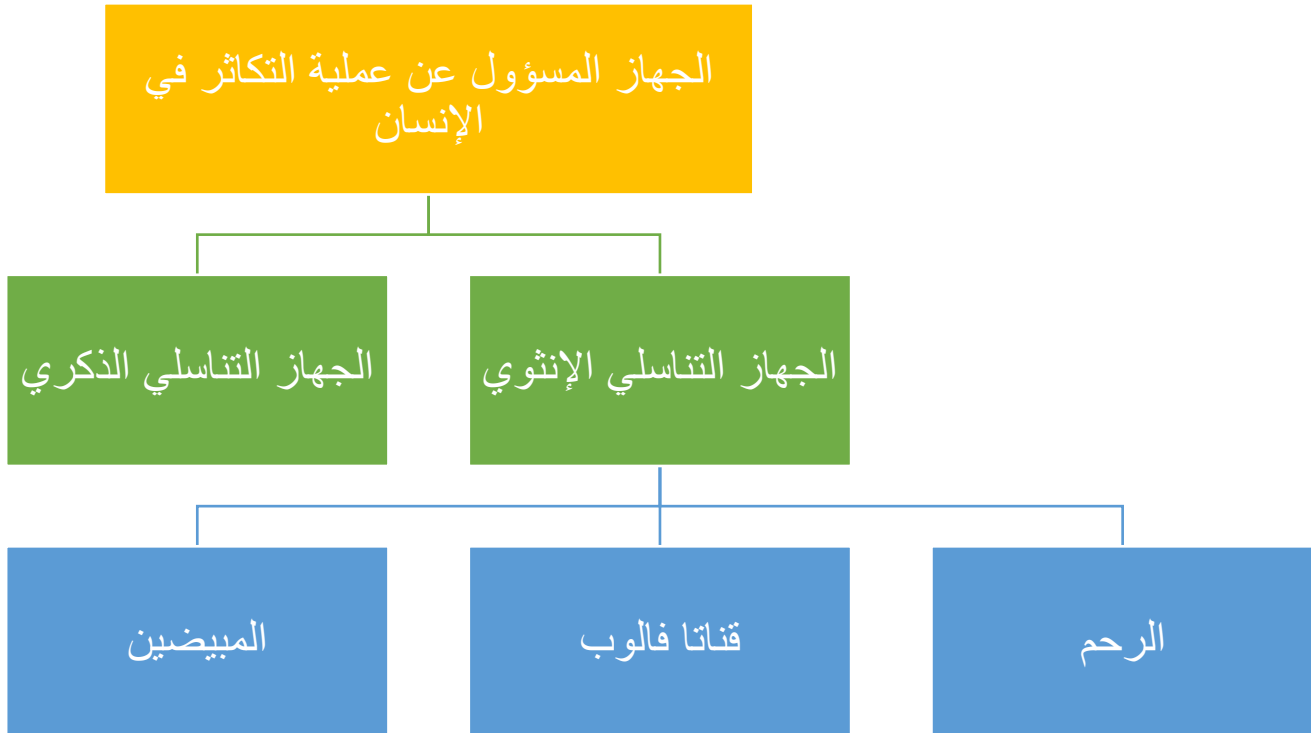 الجهاز المسؤول عن عملية التكاثر في
الإنسان
الجهاز التناسلي الإنثوي
الجهاز التناسلي الذكري
الرحم
قناتا فالوب
المبيضين